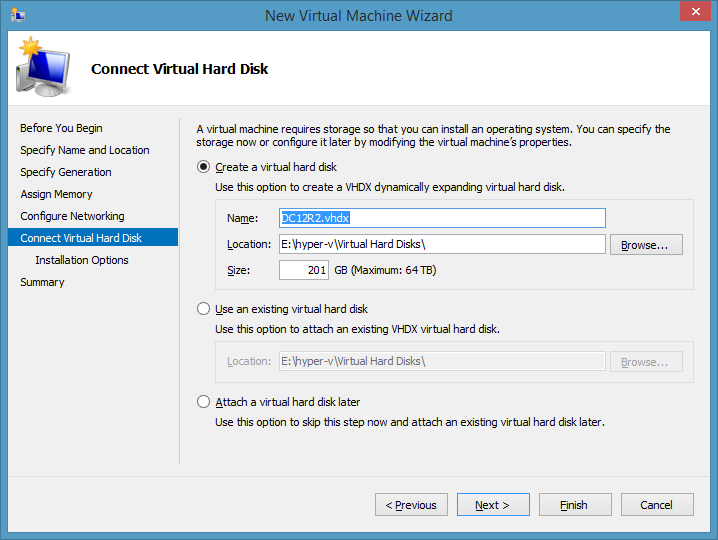 New Virtual Machine Wizard
Connect Virtual Hard Disk
Before You Begin
Specify Name and Location
Specify Generation
Assign Memory
Configure Networking
Connect Virtual Hard Disk
Installation Options
Summary
A virtual machine requires storage so that you can install an operating system. You can specify the
storage now or configure it later by modifying the virtual machine's properties.
Create a virtual hard disk
Use this option to create a VHDX dynamically expanding virtual hard disk.
Name: DC12R2.vhdx
Location: E:\hyper-v\Virtual Hard Disks\ Browse...
Size: 201 GB (Maximum: 64 TB)
Use an existing virtual hard disk
Use this option to attach an existing VHDX virtual hard disk.
Location: E:\hyper-v\Virtual Hard Disks\ Browse...
Attach a virtual hard disk later
Use this option to skip this step now and attach an existing virtual hard disk later.
< Previous Next > Finish Cancel